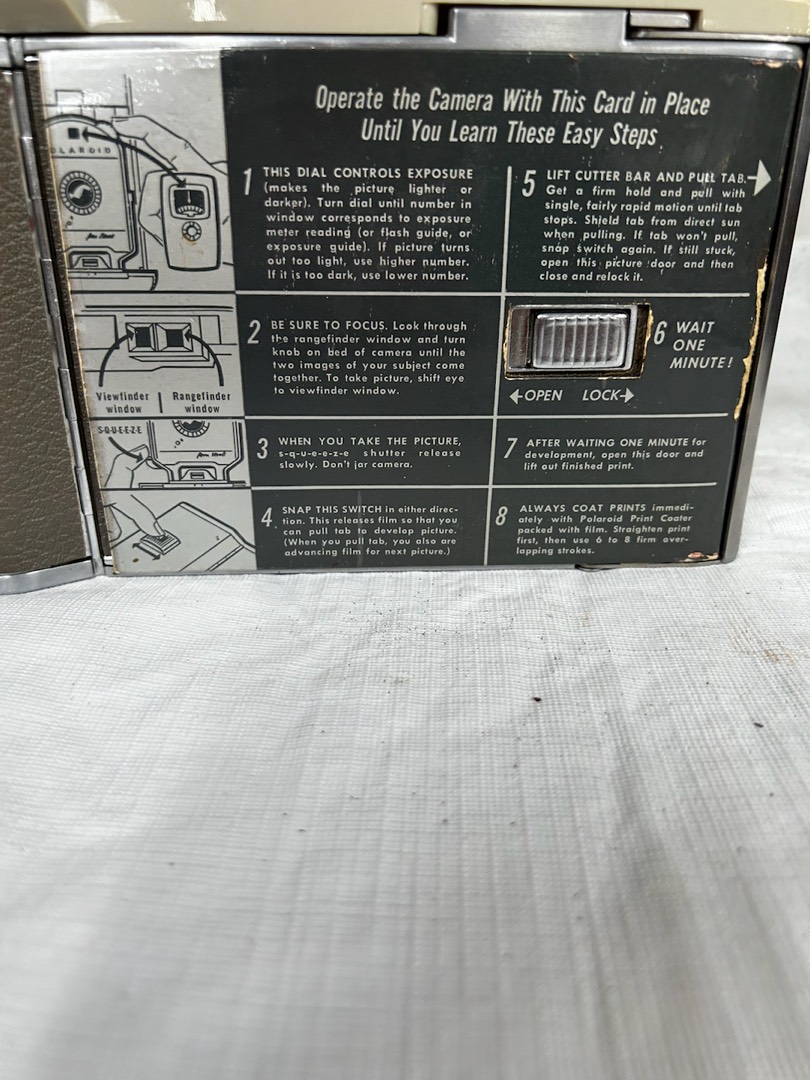 Operate the Camera With This Card in Place
Until You Learn These Easy Steps
LAROID
1 THIS DIAL CONTROLS EXPOSURE
(makes the picture lighter or
darker). Turn dial until number in
window corresponds to exposure
meter reading (or flash guide, or
exposure guide). If picture turns
out too light, use higher number.
If it is too dark, use lower number.
Viewfinder window
Rangefinder window
2 BE SURE TO FOCUS. Look through
the rangefinder window and turn
knob on bed of camera until the
two images of your subject come
together. To take picture, shift eye
to viewfinder window.
SQUEEZE
3 WHEN YOU TAKE THE PICTURE,
s-q-u-e-e-z-e shutter release
slowly. Don't jar camera.
4 SNAP THIS SWITCH in either direc-
tion. This releases film so that you
can pull tab to develop picture.
(When you pull tab, you also are
advancing film for next picture.)
5 LIFT CUTTER BAR AND PULL TAB.
Get a firm hold and pull with
single, fairly rapid motion until tab
stops. Shield tab from direct sun
when pulling. If tab won't pull,
snap switch again. If still stuck,
open this picture door and then
close and relock it.
6 WAIT
ONE
MINUTE!
OPEN LOCK
7 AFTER WAITING ONE MINUTE for
development, open this door and
lift out finished print.
8 ALWAYS COAT PRINTS immedi-
ately with Polaroid Print Coater
packed with film. Straighten print
first, then use 6 to 8 firm over-
lapping strokes.